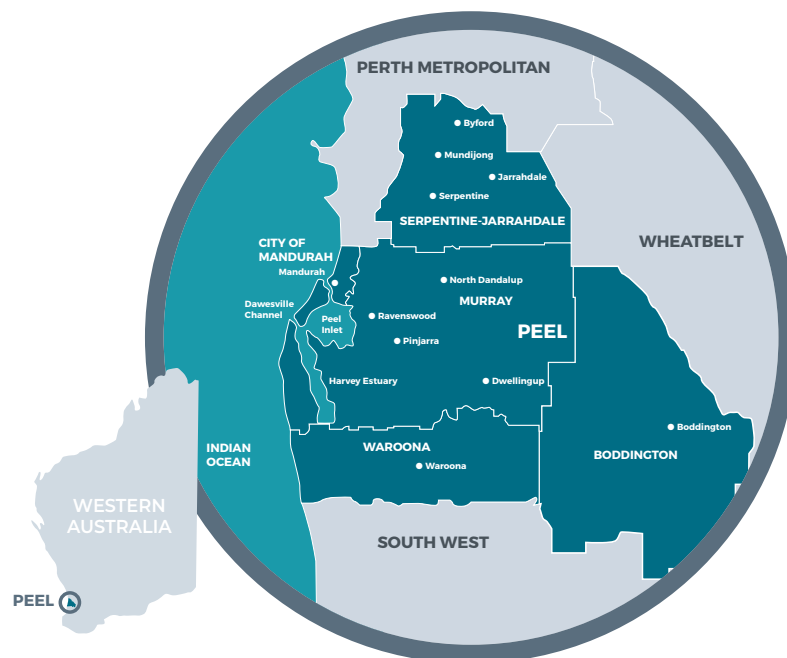 PERTH METROPOLITAN
Byford
Mundijong
Jarrahdale
Serpentine
SERPENTINE-JARRAHDALE
WHEATBELT
CITY OF
MANDURAH
Mandurah
North Dandalup
MURRAY
Dawesville
Channel
Peel
Inlet
Ravenswood
PEEL
Pinjarra
Harvey Estuary
Dwellingup
Boddington
WAROONA
INDIAN
OCEAN
BODDINGTON
Waroona
WESTERN
AUSTRALIA
SOUTH WEST
PEEL